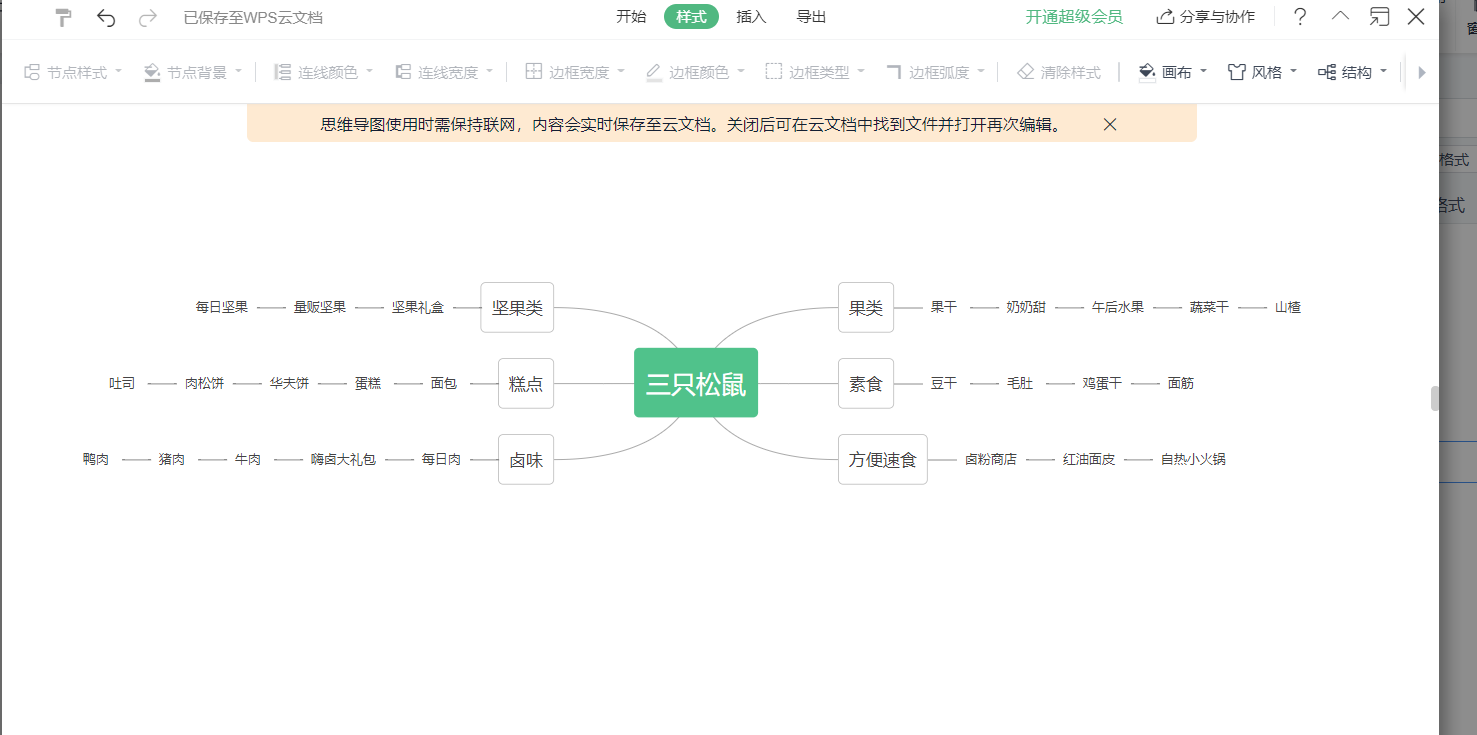 已保存至WPS云文档 开始 样式 插入 导出 开通超级会员 分享与协作
节点样式 节点背景 连线颜色 连线宽度 边框宽度 边框颜色 边框类型 边框弧度 清除样式 画布 风格 结构
思维导图使用时需保持联网，内容会实时保存至云文档。关闭后可在云文档中找到文件并打开再次编辑。
格式
格式
每日坚果 量贩坚果 坚果礼盒 坚果类 果类 果干 奶奶甜 午后水果 蔬菜干 山楂
三只松鼠
吐司 肉松饼 华夫饼 蛋糕 面包 糕点 素食 豆干 毛肚 鸡蛋干 面筋
鸭肉 猪肉 牛肉 嗨卤大礼包 每日肉 卤味 方便速食 卤粉商店 红油面皮 自热小火锅